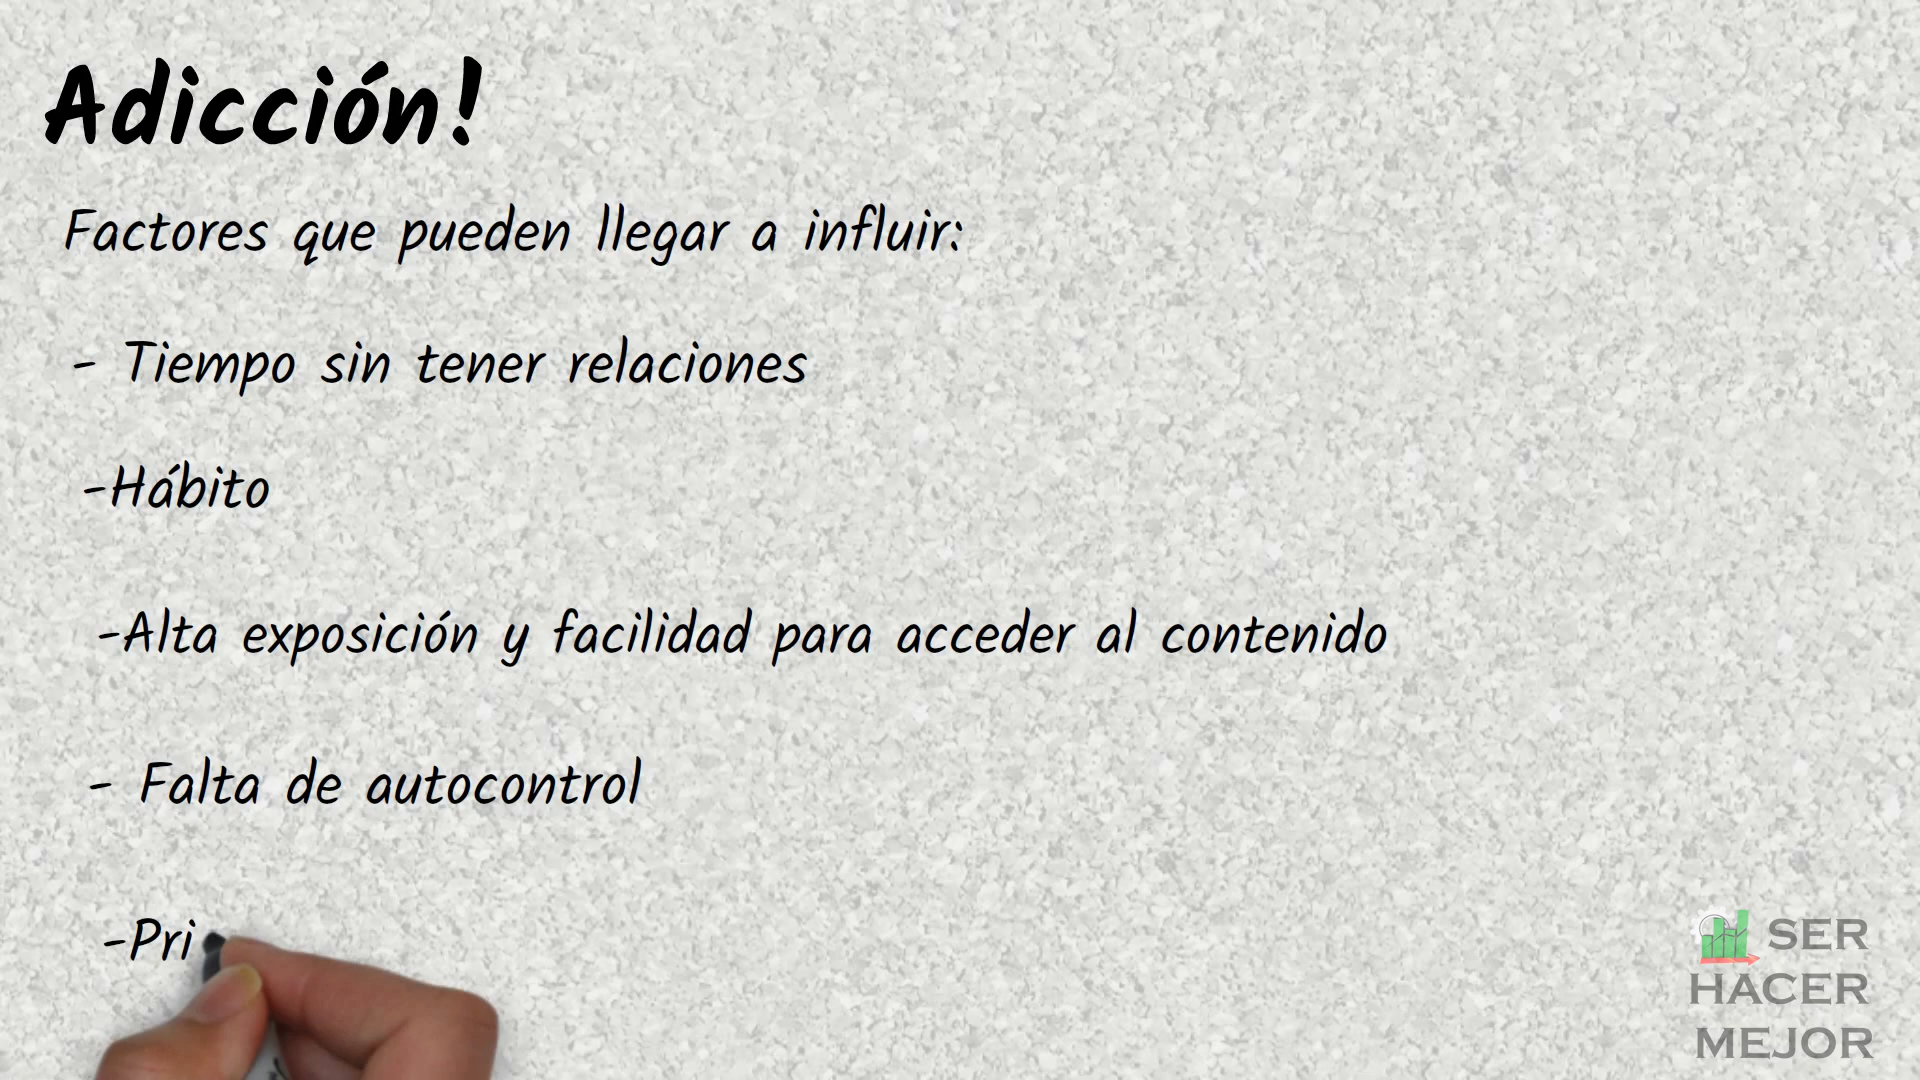 Adicción!
Factores que pueden llegar a influir:
- Tiempo sin tener relaciones
-Hábito
-Alta exposición y facilidad para acceder al contenido
- Falta de autocontrol
-Pri
SER
HACER
MEJOR